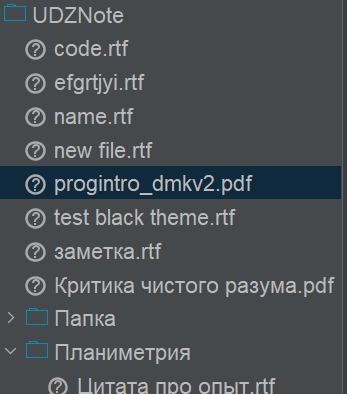 UDZNote
code.rtf
efgrtjyi.rtf
name.rtf
new file.rtf
progintro_dmkv2.pdf
test black theme.rtf
заметка.rtf
Критика чистого разума.pdf
Папка
Планиметрия
Цитата про опыт.rtf